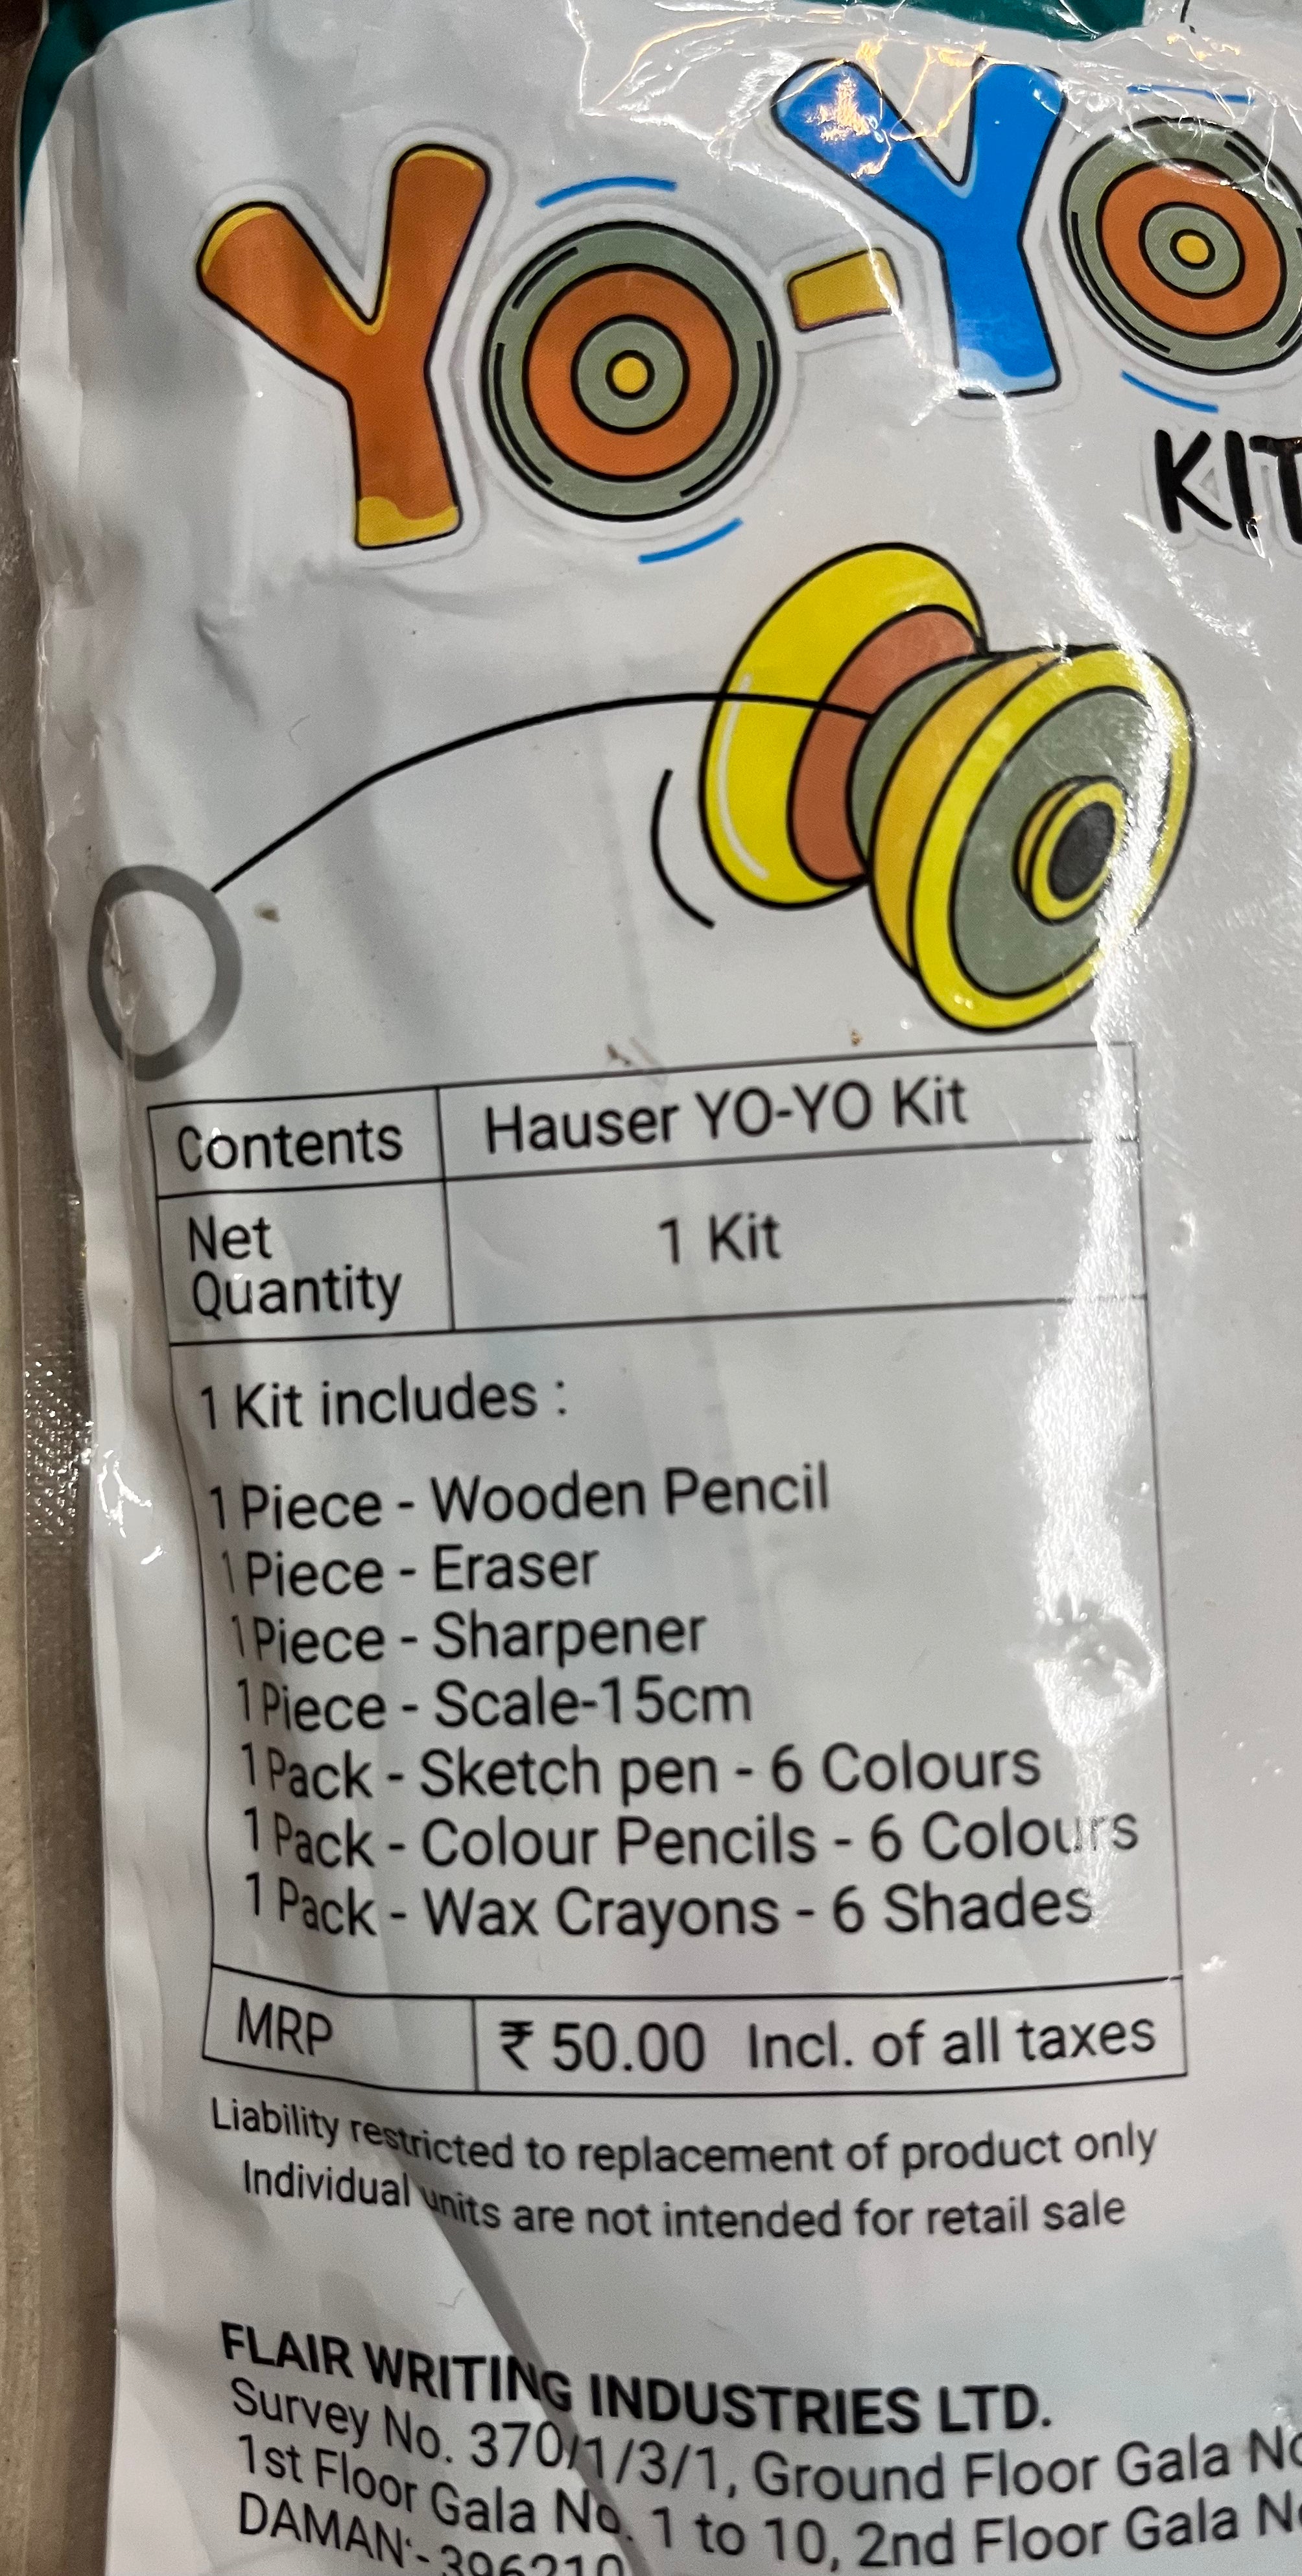 YO-YO
KIT
Contents Hauser YO-YO Kit
Net Quantity 1 Kit
1 Kit includes :
1 Piece - Wooden Pencil
1 Piece - Eraser
1 Piece - Sharpener
1 Piece - Scale-15cm
1 Pack - Sketch pen - 6 Colours
1 Pack - Colour Pencils - 6 Colours
1 Pack - Wax Crayons - 6 Shades
MRP ₹ 50.00 Incl. of all taxes
Liability restricted to replacement of product only
Individual units are not intended for retail sale
FLAIR WRITING INDUSTRIES LTD.
Survey No. 370/1/3/1, Ground Floor Gala
1st Floor Gala No. 1 to 10, 2nd Floor Gala
DAMAN:- 396210